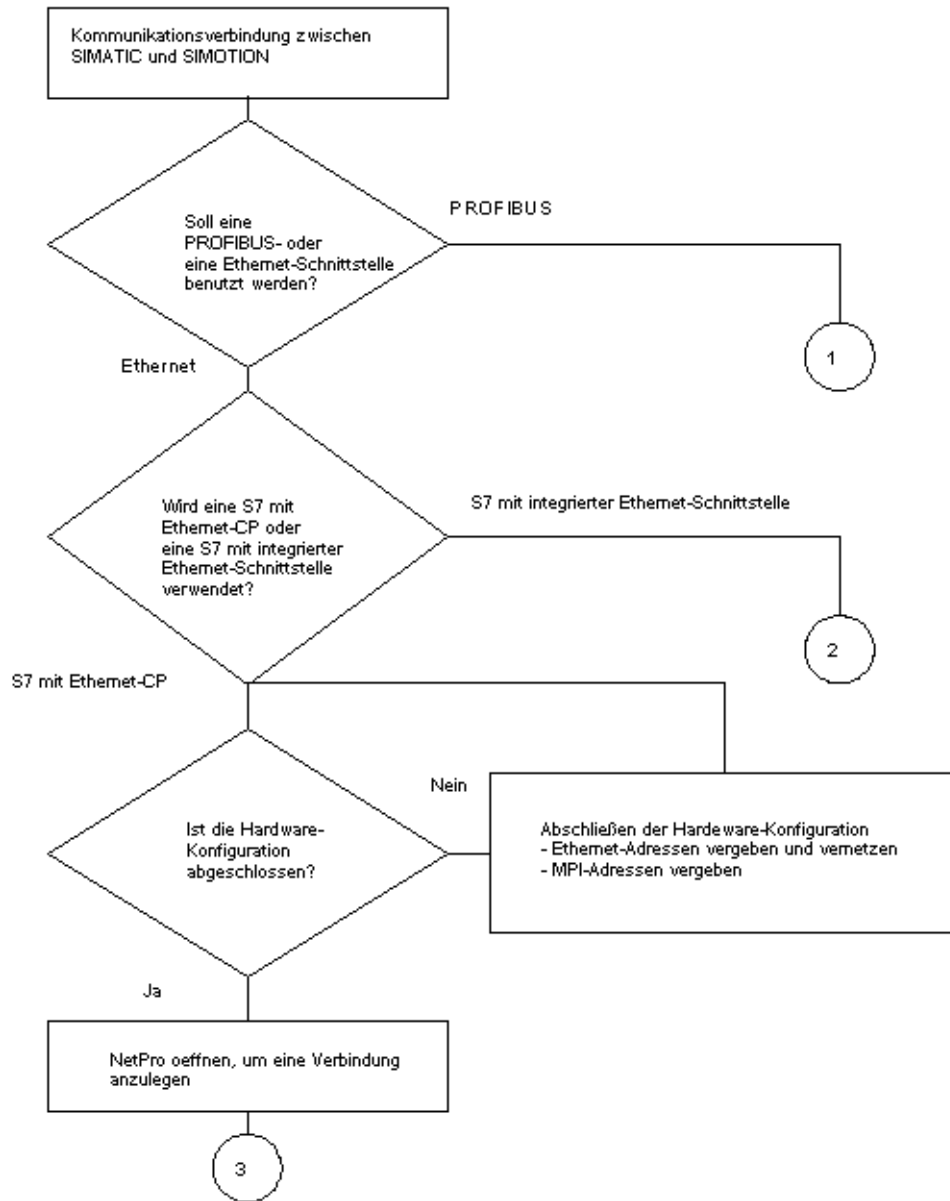 Kommunikationsverbindung zwischen
SIMATIC und SIMOTION
PROFIBUS
Soll eine
PROFIBUS- oder
eine Ethernet-Schnittstelle
benutzt werden?
1
Ethernet
S7 mit integrierter Ethernet-Schnittstelle
Wird eine S7 mit
Ethernet-CP oder
eine S7 mit integrierter
Ethernet-Schnittstelle
verwendet?
2
S7 mit Ethernet-CP
Nein
Ist die Hardware-
Konfiguration
abgeschlossen?
Abschließen der Hardeware-Konfiguration
- Ethernet-Adressen vergeben und vernetzen
- MPI-Adressen vergeben
Ja
NetPro oeffnen, um eine Verbindung
anzulegen
3